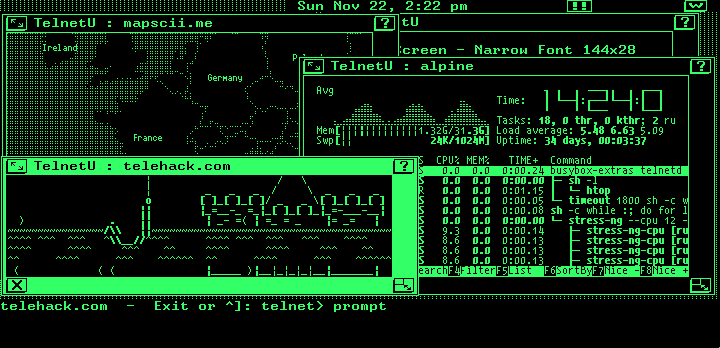 Sun Nov 22, 2:22 pm
TelnetU : mapscii.me
Ireland
Germany
France
tU
creen - Narrow Font 144x28
TelnetU : alpine
Avg
Time:
Mem[ 1.32G/31.3G]
Swp[ 24K/1024M]
Tasks: 18, 0 thr, 0 kthr; 2 ru
Load average: 5.48 6.63 5.09
Uptime: 34 days, 00:03:37
S CPU% MEM% TIME+ Command
S 0.0 0.0 0:00.24 busybox-extras telnetd
S 0.0 0.0 0:00.00 sh -l
R 0.0 0.0 0:01.15 htop
S 0.0 0.0 0:00.05 timeout 1800 sh -c w
S 0.0 0.0 0:00.08 sh -c while :; do for l
S 0.0 0.0 0:00.00 stress-ng --cpu 12 -
S 9.3 0.0 0:00.14 stress-ng-cpu [ru
S 8.6 0.0 0:00.13 stress-ng-cpu [ru
S 8.6 0.0 0:00.13 stress-ng-cpu [ru
S 8.6 0.0 0:00.13 stress-ng-cpu [ru
earchF4FilterF5List F6SortByF7Nice -F8Nice +
TelnetU : telehack.com
telehack.com - Exit or ^]: telnet> prompt